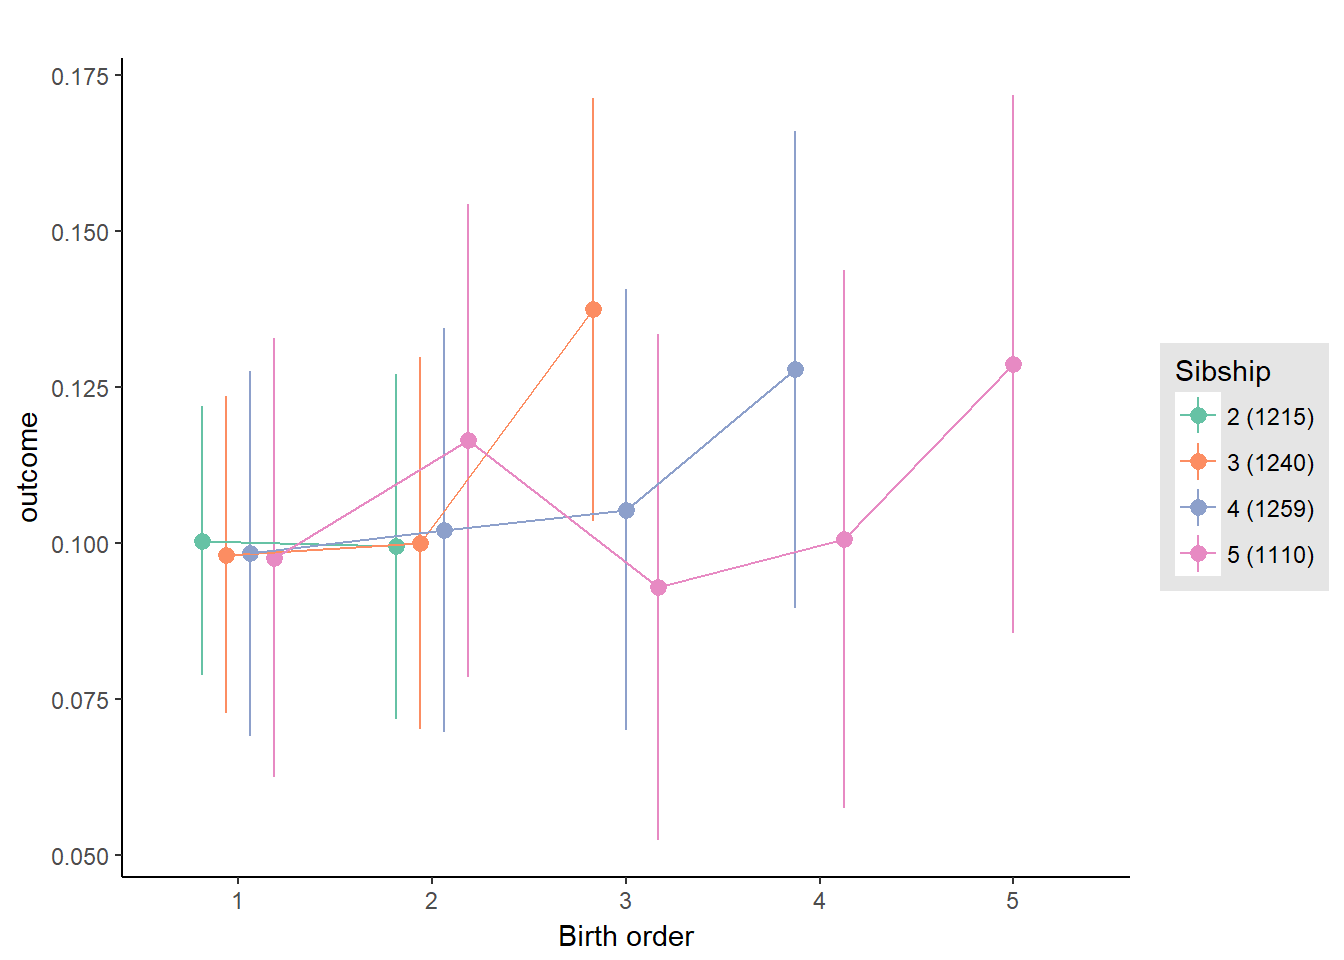 0.175
0.150
0.125
0.100
0.075
0.050
outcome
1 2 3 4 5
Birth order
Sibship
2 (1215)
3 (1240)
4 (1259)
5 (1110)